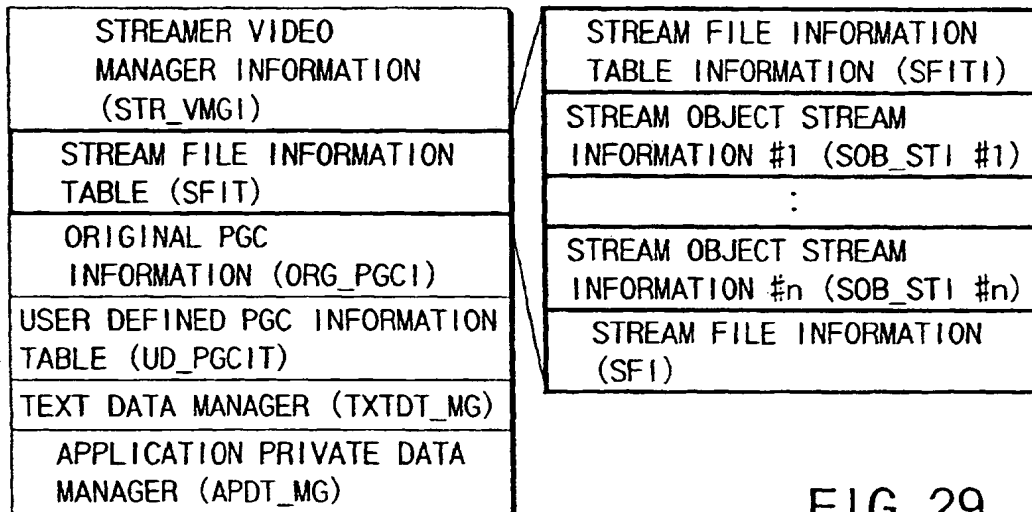 STREAMER VIDEO
MANAGER INFORMATION
(STR_VMGI)
STREAM FILE INFORMATION
TABLE (SFIT)
ORIGINAL PGC
INFORMATION (ORG_PGCI)
USER DEFINED PGC INFORMATION
TABLE (UD_PGCIT)
TEXT DATA MANAGER (TXTDT_MG)
APPLICATION PRIVATE DATA
MANAGER (APDT_MG)
STREAM FILE INFORMATION
TABLE INFORMATION (SFITI)
STREAM OBJECT STREAM
INFORMATION #1 (SOB_STI #1)
:
STREAM OBJECT STREAM
INFORMATION #n (SOB_STI #n)
STREAM FILE INFORMATION
(SFI)
FIG. 29